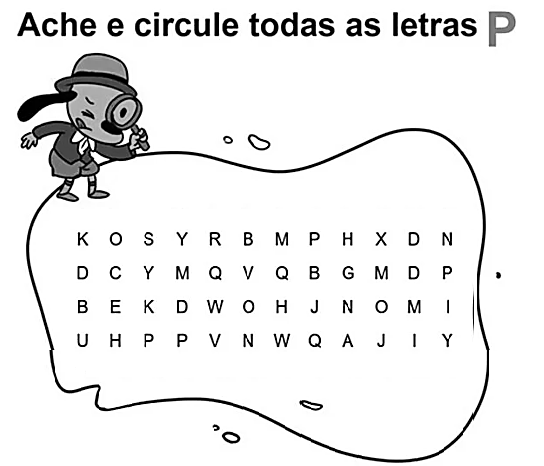 Ache e circule todas as letras P
K O S Y R B M P H X D N
D C Y M Q V Q B G M D P
B E K D W O H J N O M I
U H P P V N W Q A J I Y